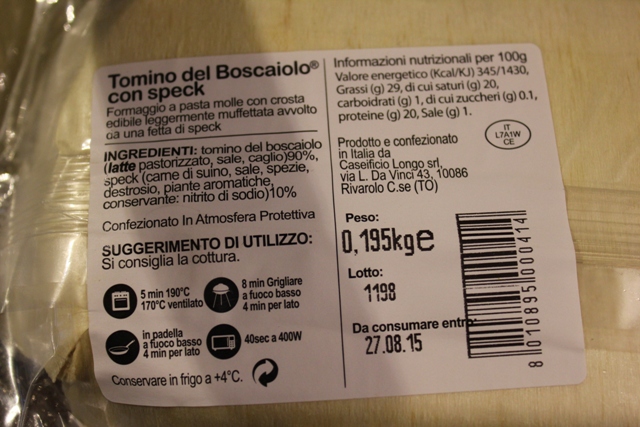 Tomino del Boscaiolo®
con speck
Formaggio a pasta molle con crosta
edibile leggermente muffettata avvolto
da una fetta di speck
INGREDIENTI: tomino del boscaiolo
(latte pastorizzato, sale, caglio)90%,
speck (carne di suino, sale, spezie,
destrosio, piante aromatiche,
conservante: nitrito di sodio)10%
Confezionato In Atmosfera Protettiva
SUGGERIMENTO DI UTILIZZO:
Si consiglia la cottura.
5 min 190°C
170°C ventilato
8 min Grigliare
a fuoco basso
4 min per lato
in padella
a fuoco basso
4 min per lato
40sec a 400W
Conservare in frigo a +4°C.
Informazioni nutrizionali per 100g
Valore energetico (Kcal/KJ) 345/1430,
Grassi (g) 29, di cui saturi (g) 20,
carboidrati (g) 1, di cui zuccheri (g) 0.1,
proteine (g) 20, Sale (g) 1.
Prodotto e confezionato
in Italia da
Caseificio Longo srl,
via L. Da Vinci 43, 10086
Rivarolo C.se (TO)
IT
L7A1W
CE
Peso:
0,195kg e
Lotto:
1198
Da consumare entro
27.08.15
8 010895 000414